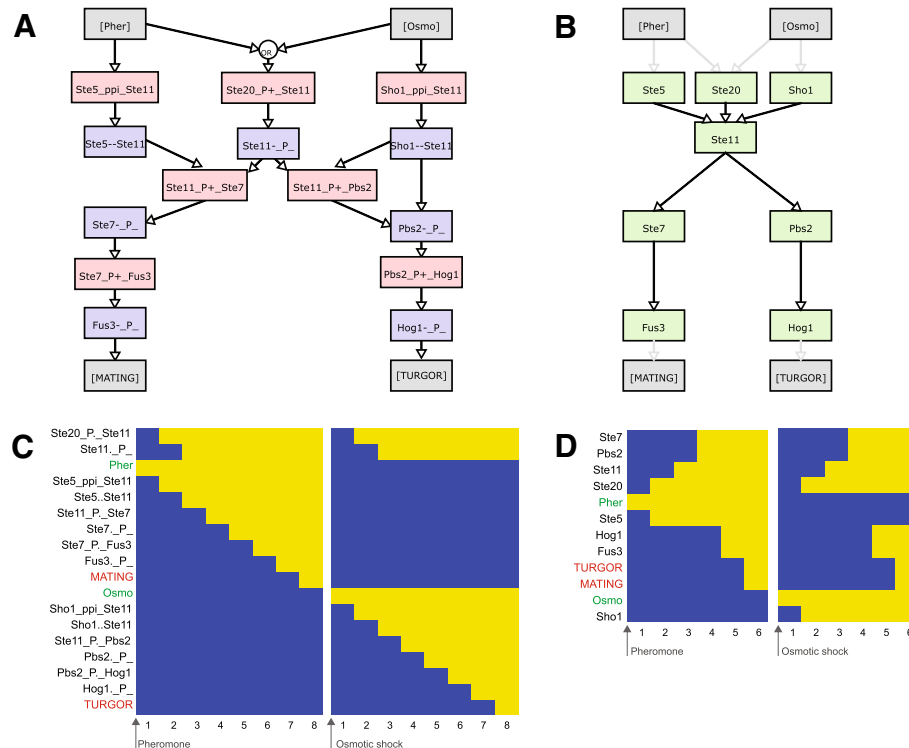 A
B
[Pher]
[Osmo]
OR
Ste5_ppi_Ste11
Ste20_P+_Ste11
Sho1_ppi_Ste11
Ste5--Ste11
Ste11-_P_
Sho1--Ste11
Ste11_P+_Ste7
Ste11_P+_Pbs2
Ste7-_P_
Pbs2-_P_
Ste7_P+_Fus3
Pbs2_P+_Hog1
Fus3-_P_
Hog1-_P_
[MATING]
[TURGOR]
[Pher]
[Osmo]
Ste5
Ste20
Sho1
Ste11
Ste7
Pbs2
Fus3
Hog1
[MATING]
[TURGOR]
C
Ste20_P._Ste11
Ste11._P_
Pher
Ste5_ppi_Ste11
Ste5..Ste11
Ste11_P._Ste7
Ste7._P_
Ste7_P._Fus3
Fus3._P_
MATING
Osmo
Sho1_ppi_Ste11
Sho1..Ste11
Ste11_P._Pbs2
Pbs2._P_
Pbs2_P._Hog1
Hog1._P_
TURGOR
1 2 3 4 5 6 7 8
1 2 3 4 5 6 7 8
Pheromone
Osmotic shock
D
Ste7
Pbs2
Ste11
Ste20
Pher
Ste5
Hog1
Fus3
TURGOR
MATING
Osmo
Sho1
1 2 3 4 5 6
1 2 3 4 5 6
Pheromone
Osmotic shock